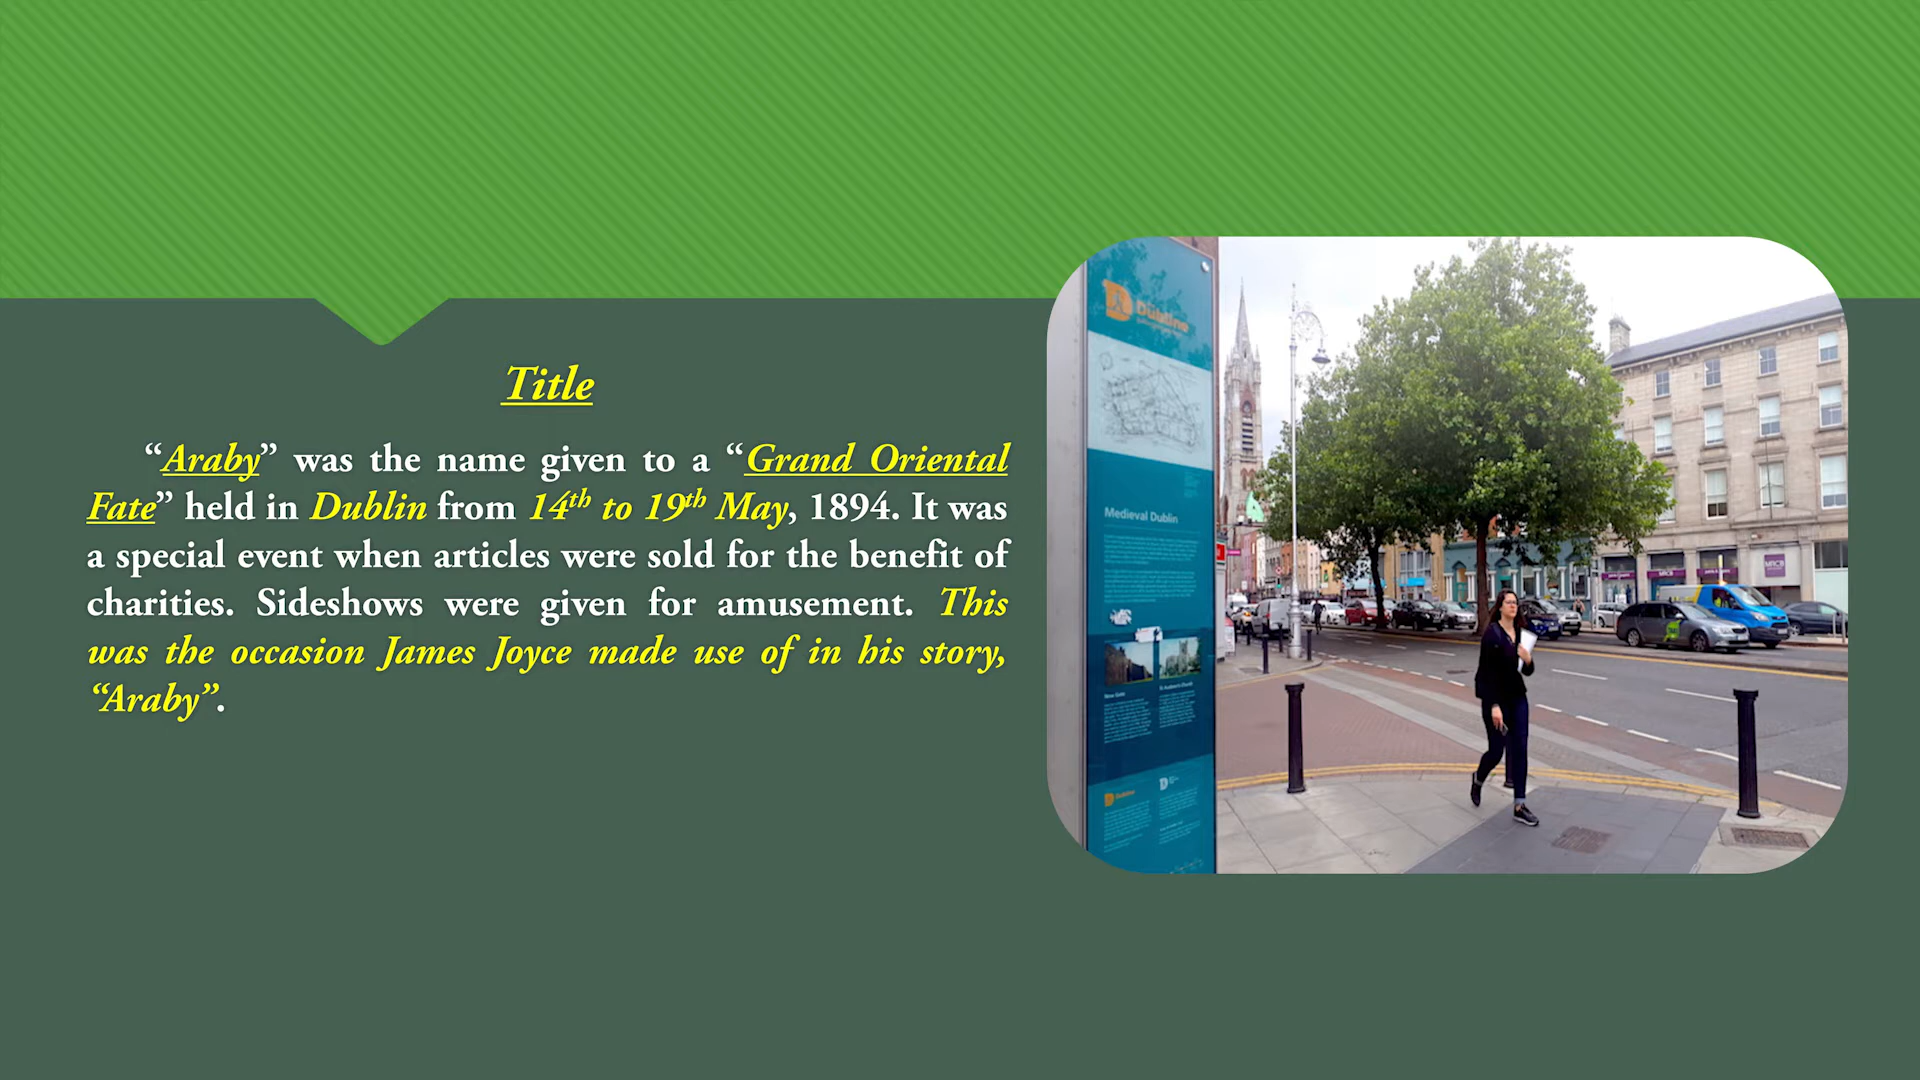 Title
“Araby” was the name given to a “Grand Oriental
Fate” held in Dublin from 14th to 19th May, 1894. It was
a special event when articles were sold for the benefit of
charities. Sideshows were given for amusement. This
was the occasion James Joyce made use of in his story,
“Araby”.
Dubline
Medieval Dublin